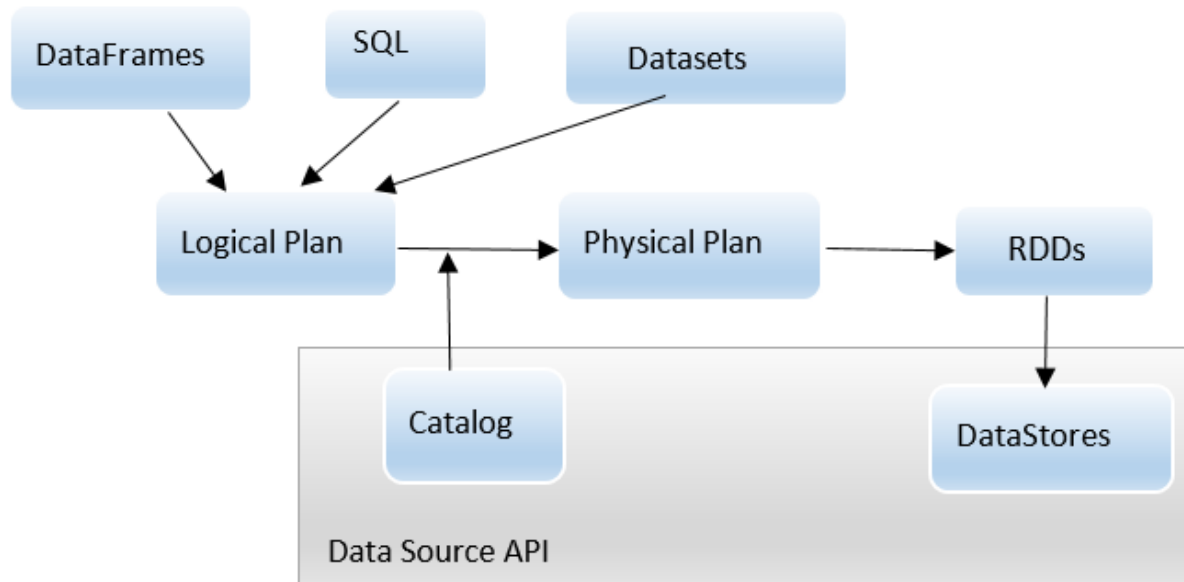 DataFrames
SQL
Datasets
Logical Plan
Physical Plan
RDDs
Catalog
DataStores
Data Source API